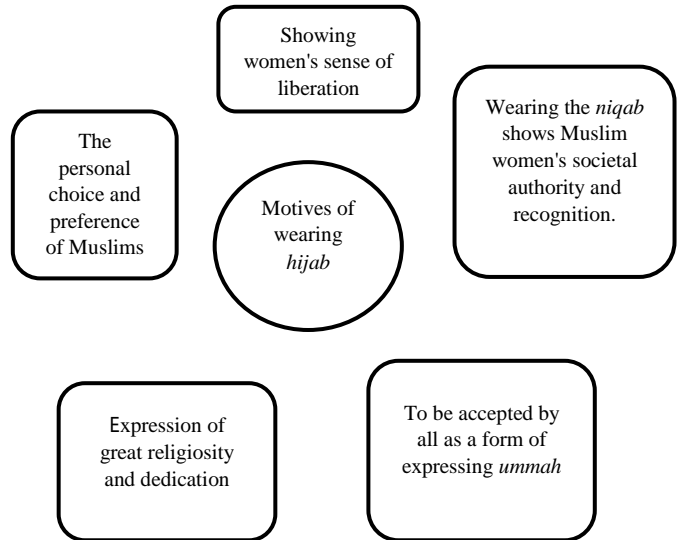 Showing
women's sense of
liberation
Wearing the niqab
shows Muslim
women's societal
authority and
recognition.
The
personal
choice and
preference
of Muslims
Motives of
wearing
hijab
Expression of
great religiosity
and dedication
To be accepted by
all as a form of
expressing ummah